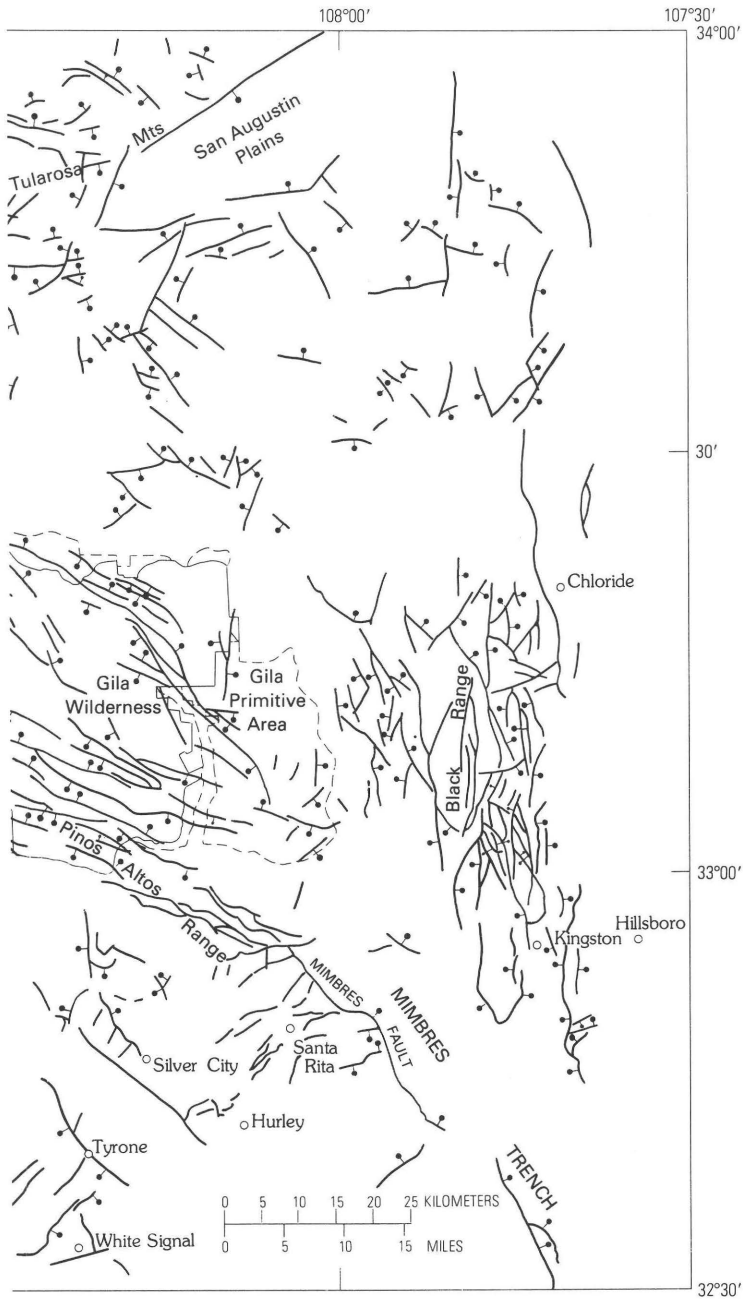 108°00'
107°30'
34°00'
Mts
San Augustin
Plains
Tularosa
30'
Chloride
Gila
Wilderness
Gila
Primitive
Area
Black Range
Pinos Altos Range
33°00'
Hillsboro
Kingston
MIMBRES FAULT
MIMBRES TRENCH
Santa
Rita
Silver City
Hurley
Tyrone
0 5 10 15 20 25 KILOMETERS
0 5 10 15 MILES
White Signal
32°30'